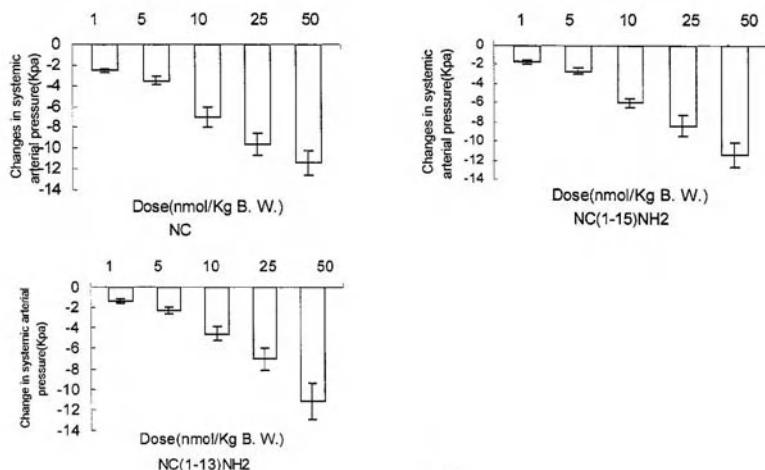 1 5 10 25 50
0
-2
-4
-6
-8
-10
-12
-14
Changes in systemic
arterial pressure(Kpa)
Dose(nmol/Kg B. W.)
NC
1 5 10 25 50
0
-2
-4
-6
-8
-10
-12
-14
Changes in systemic
arterial pressure(Kpa)
Dose(nmol/Kg B. W.)
NC(1-15)NH2
1 5 10 25 50
0
-2
-4
-6
-8
-10
-12
-14
Change in systemic arterial
pressure(Kpa)
Dose(nmol/Kg B. W.)
NC(1-13)NH2